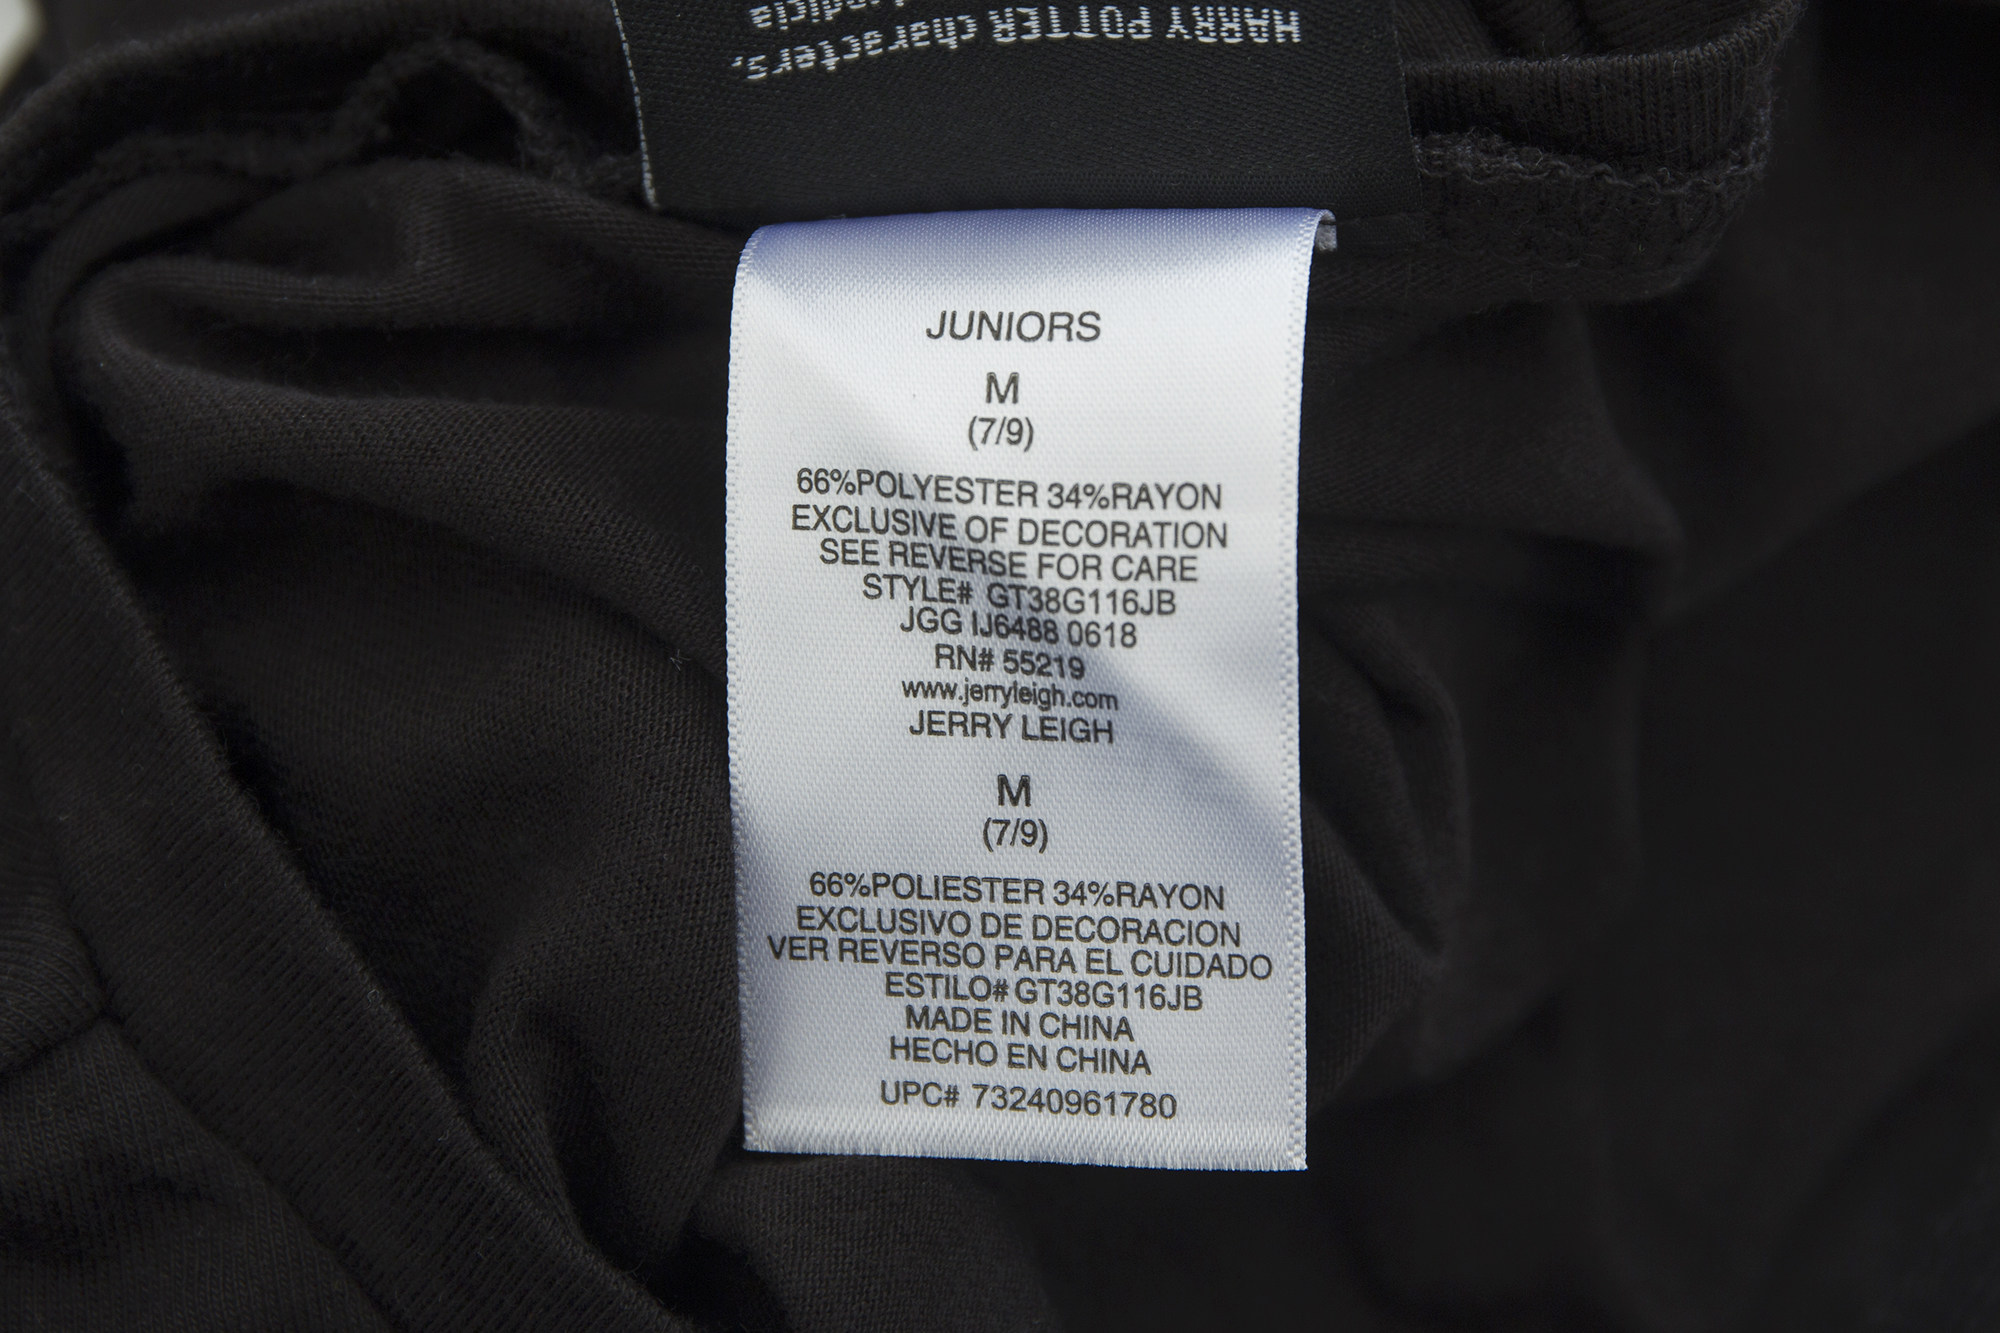 HARRY POTTER characters,
JUNIORS
M
(7/9)
66%POLYESTER 34%RAYON
EXCLUSIVE OF DECORATION
SEE REVERSE FOR CARE
STYLE# GT38G116JB
JGG IJ6488 0618
RN# 55219
www.jerryleigh.com
JERRY LEIGH
M
(7/9)
66%POLIESTER 34%RAYON
EXCLUSIVO DE DECORACION
VER REVERSO PARA EL CUIDADO
ESTILO# GT38G116JB
MADE IN CHINA
HECHO EN CHINA
UPC# 73240961780